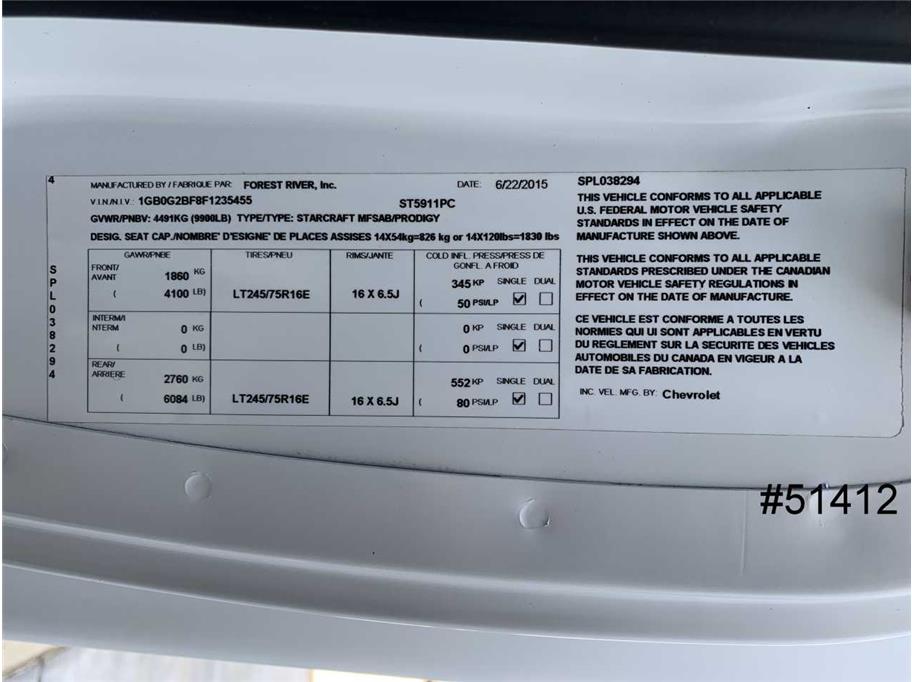 4
MANUFACTURED BY / FABRIQUE PAR: FOREST RIVER, Inc. DATE: 6/22/2015
V.I.N./N.I.V.: 1GB0G2BF8F1235455 ST5911PC
GVWR/PNBV: 4491KG (9900LB) TYPE/TYPE: STARCRAFT MFSAB/PRODIGY
DESIG. SEAT CAP./NOMBRE D'ESIGNE' DE PLACES ASSISES 14X54kg=826 kg or 14X120lbs=1830 lbs
GAWR/PNBE TIRES/PNEU RIMS/JANTE COLD INFL. PRESS/PRESS DE
GONFL. A FROID
FRONT/
AVANT 1860 KG 345 KP SINGLE DUAL
( 4100 LB) LT245/75R16E 16 X 6.5J ( 50 PSI/LP
INTERM/I
NTERM 0 KG 0 KP SINGLE DUAL
( 0 LB) ( 0 PSI/LP
REAR/
ARRIERE 2760 KG 552 KP SINGLE DUAL
( 6084 LB) LT245/75R16E 16 X 6.5J ( 80 PSI/LP
SPL038294
SPL038294
THIS VEHICLE CONFORMS TO ALL APPLICABLE
U.S. FEDERAL MOTOR VEHICLE SAFETY
STANDARDS IN EFFECT ON THE DATE OF
MANUFACTURE SHOWN ABOVE.
THIS VEHICLE CONFORMS TO ALL APPLICABLE
STANDARDS PRESCRIBED UNDER THE CANADIAN
MOTOR VEHICLE SAFETY REGULATIONS IN
EFFECT ON THE DATE OF MANUFACTURE.
CE VEHICLE EST CONFORME A TOUTES LES
NORMIES QUI UI SONT APPLICABLES EN VERTU
DU REGLEMENT SUR LA SECURITE DES VEHICLES
AUTOMOBILES DU CANADA EN VIGEUR A LA
DATE DE SA FABRICATION.
INC. VEL. MFG. BY: Chevrolet
#51412